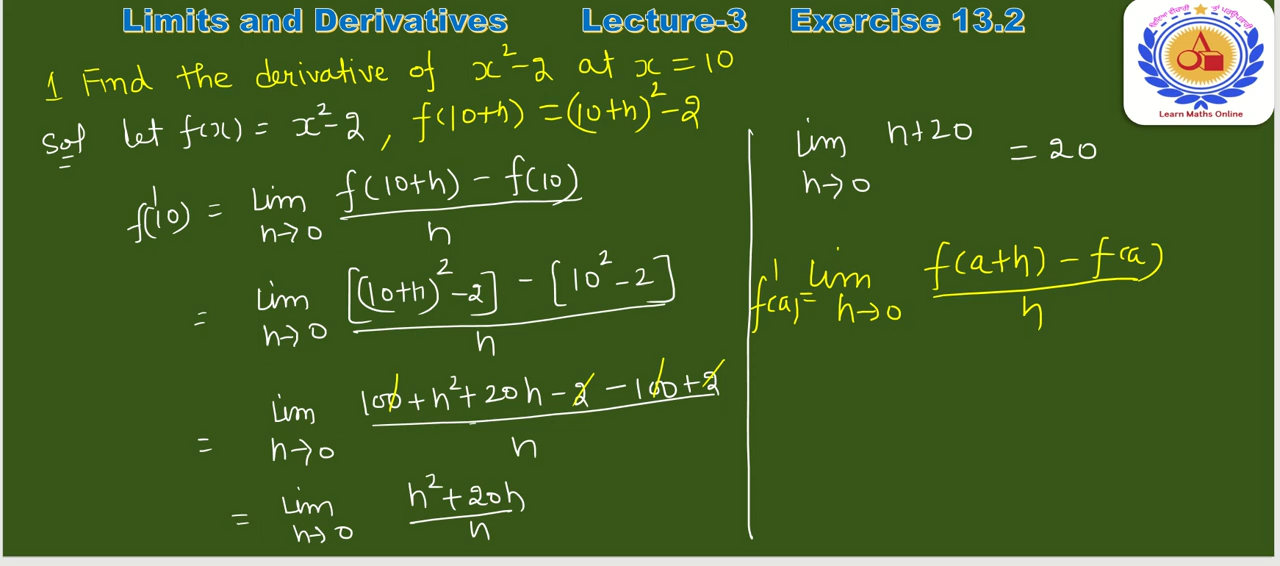 Limits and Derivatives Lecture-3 Exercise 13.2
1 Find the derivative of x²-2 at x = 10
Sol Let f(x) = x²-2, f(10+h) = (10+h)²-2
f'(10) = Lim h→0 f(10+h) - f(10) / h
= Lim h→0 [(10+h)²-2] - [10²-2] / h
= Lim h→0 100+h²+20h-2-100+2 / h
= Lim h→0 h²+20h / h
Lim h→0 h+20 = 20
f'(a) = Lim h→0 f(a+h) - f(a) / h
Learn Maths Online